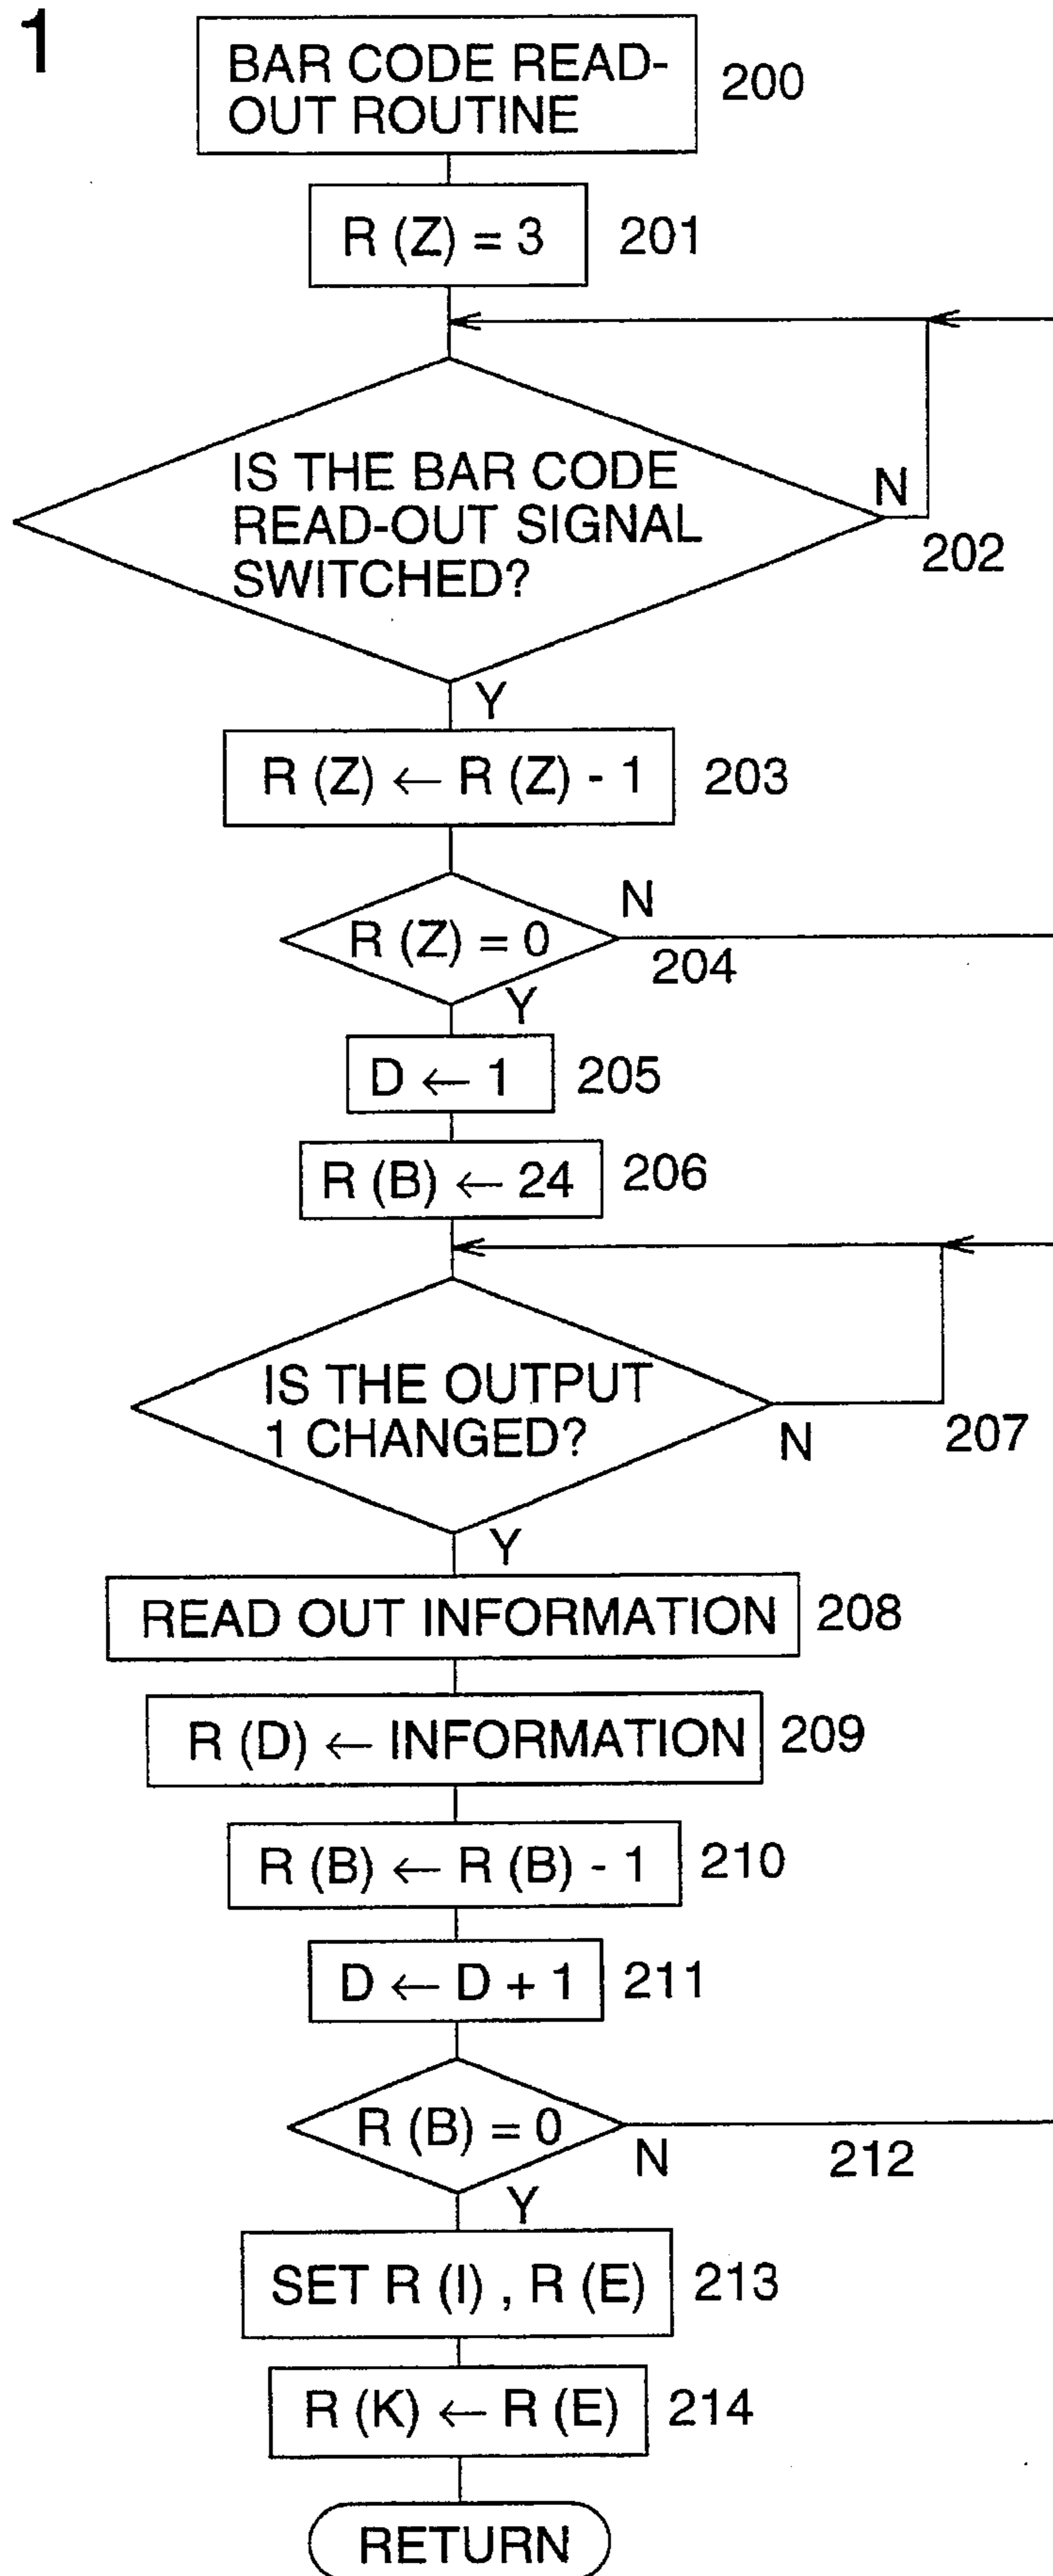 1
BAR CODE READ-
OUT ROUTINE
200
R (Z) = 3
201
IS THE BAR CODE
READ-OUT SIGNAL
SWITCHED?
N
202
Y
R (Z) ← R (Z) - 1
203
R (Z) = 0
N
204
Y
D ← 1
205
R (B) ← 24
206
IS THE OUTPUT
1 CHANGED?
N
207
Y
READ OUT INFORMATION
208
R (D) ← INFORMATION
209
R (B) ← R (B) - 1
210
D ← D + 1
211
R (B) = 0
N
212
Y
SET R (I) , R (E)
213
R (K) ← R (E)
214
RETURN